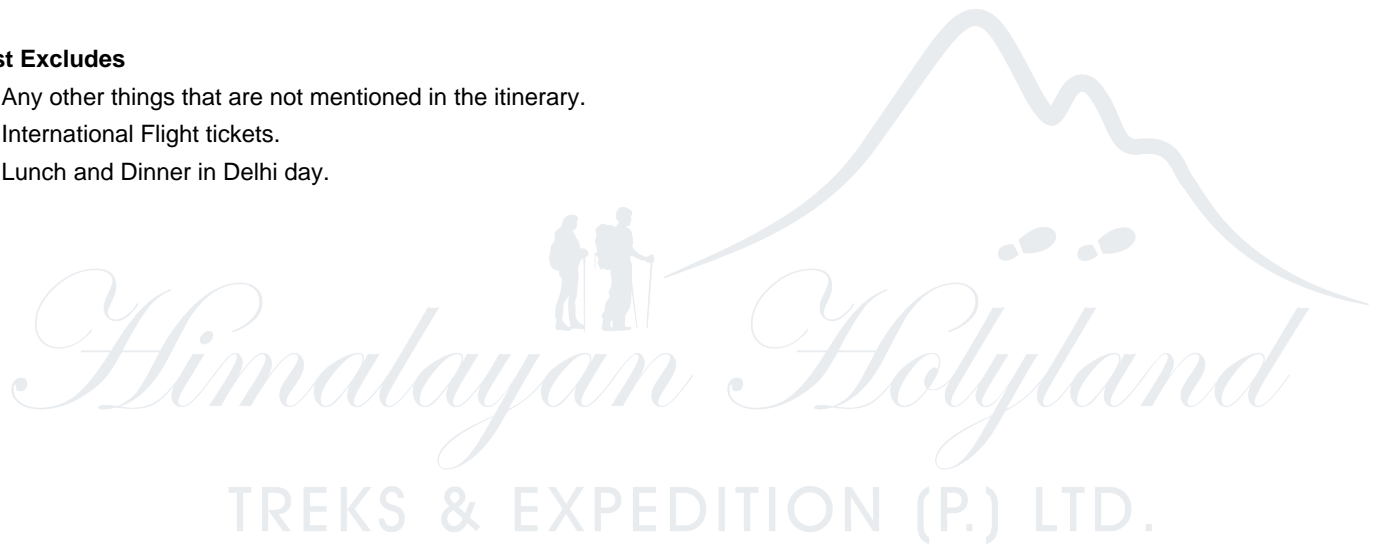 st Excludes
Any other things that are not mentioned in the itinerary.
International Flight tickets.
Lunch and Dinner in Delhi day.
Himalayan Holyland
TREKS & EXPEDITION (P.) LTD.